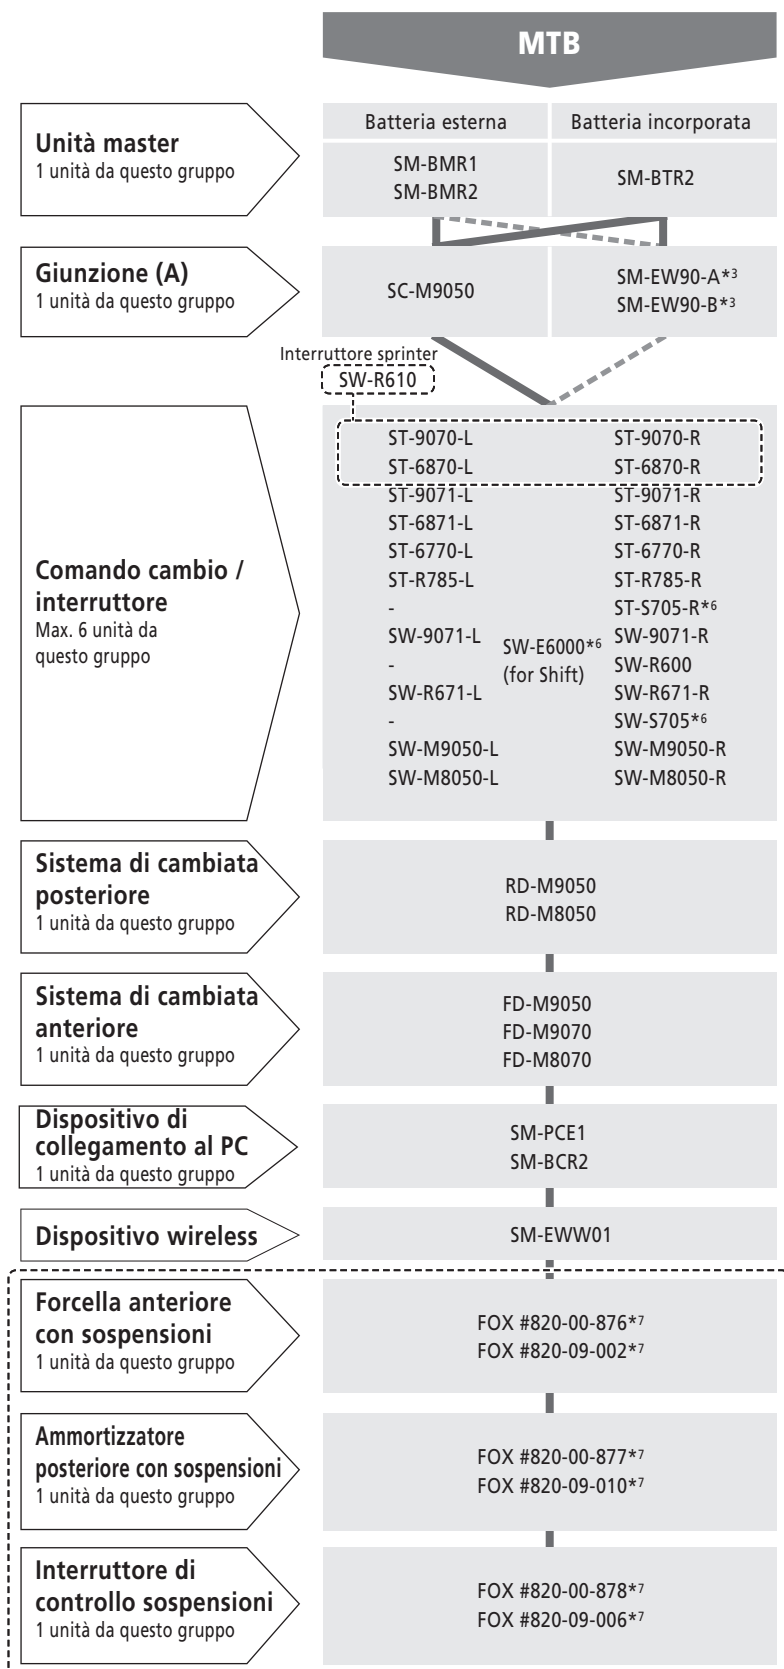 MTB
Unità master
1 unità da questo gruppo
Batteria esterna
Batteria incorporata
SM-BMR1
SM-BMR2
SM-BTR2
Giunzione (A)
1 unità da questo gruppo
SC-M9050
SM-EW90-A*3
SM-EW90-B*3
Interruttore sprinter
SW-R610
Comando cambio /
interruttore
Max. 6 unità da
questo gruppo
ST-9070-L ST-9070-R
ST-6870-L ST-6870-R
ST-9071-L ST-9071-R
ST-6871-L ST-6871-R
ST-6770-L ST-6770-R
ST-R785-L ST-R785-R
- ST-S705-R*6
SW-9071-L SW-9071-R
- SW-R600
SW-R671-L SW-R671-R
- SW-S705*6
SW-M9050-L SW-M9050-R
SW-M8050-L SW-M8050-R
SW-E6000*6
(for Shift)
Sistema di cambiata
posteriore
1 unità da questo gruppo
RD-M9050
RD-M8050
Sistema di cambiata
anteriore
1 unità da questo gruppo
FD-M9050
FD-M9070
FD-M8070
Dispositivo di
collegamento al PC
1 unità da questo gruppo
SM-PCE1
SM-BCR2
Dispositivo wireless
SM-EWW01
Forcella anteriore
con sospensioni
1 unità da questo gruppo
FOX #820-00-876*7
FOX #820-09-002*7
Ammortizzatore
posteriore con sospensioni
1 unità da questo gruppo
FOX #820-00-877*7
FOX #820-09-010*7
Interruttore di
controllo sospensioni
1 unità da questo gruppo
FOX #820-00-878*7
FOX #820-09-006*7